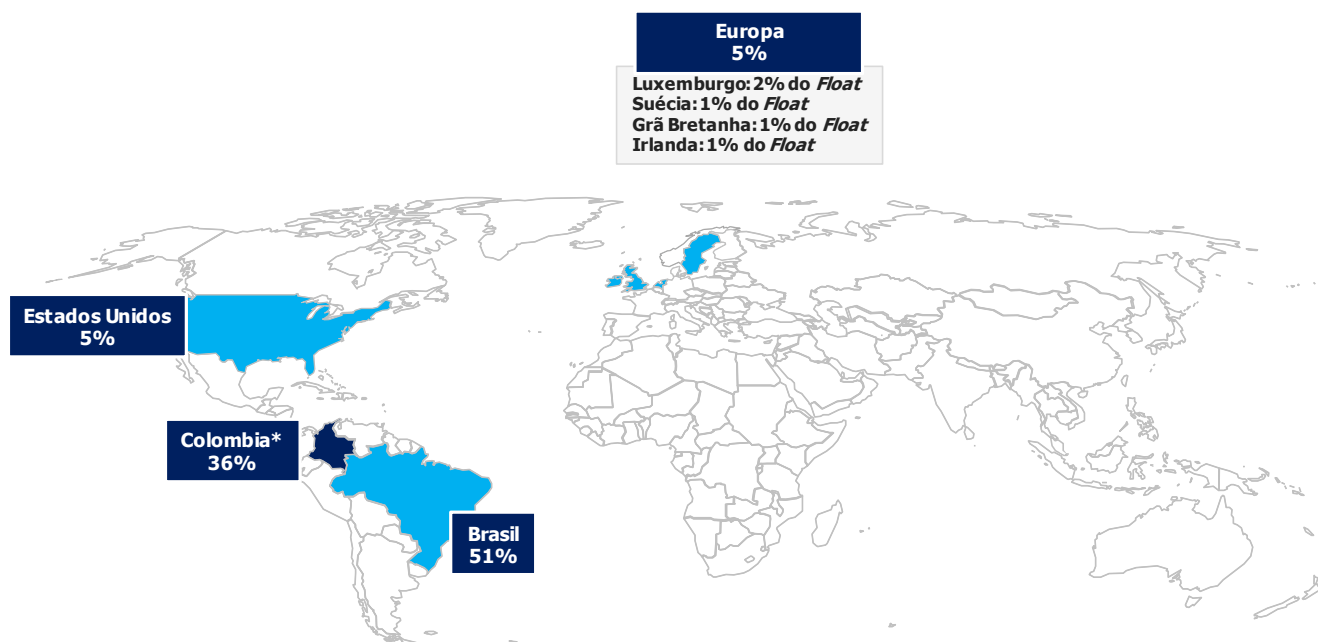 Europa
5%
Luxemburgo: 2% do Float
Suécia: 1% do Float
Grã Bretanha: 1% do Float
Irlanda: 1% do Float
Estados Unidos
5%
Colombia*
36%
Brasil
51%